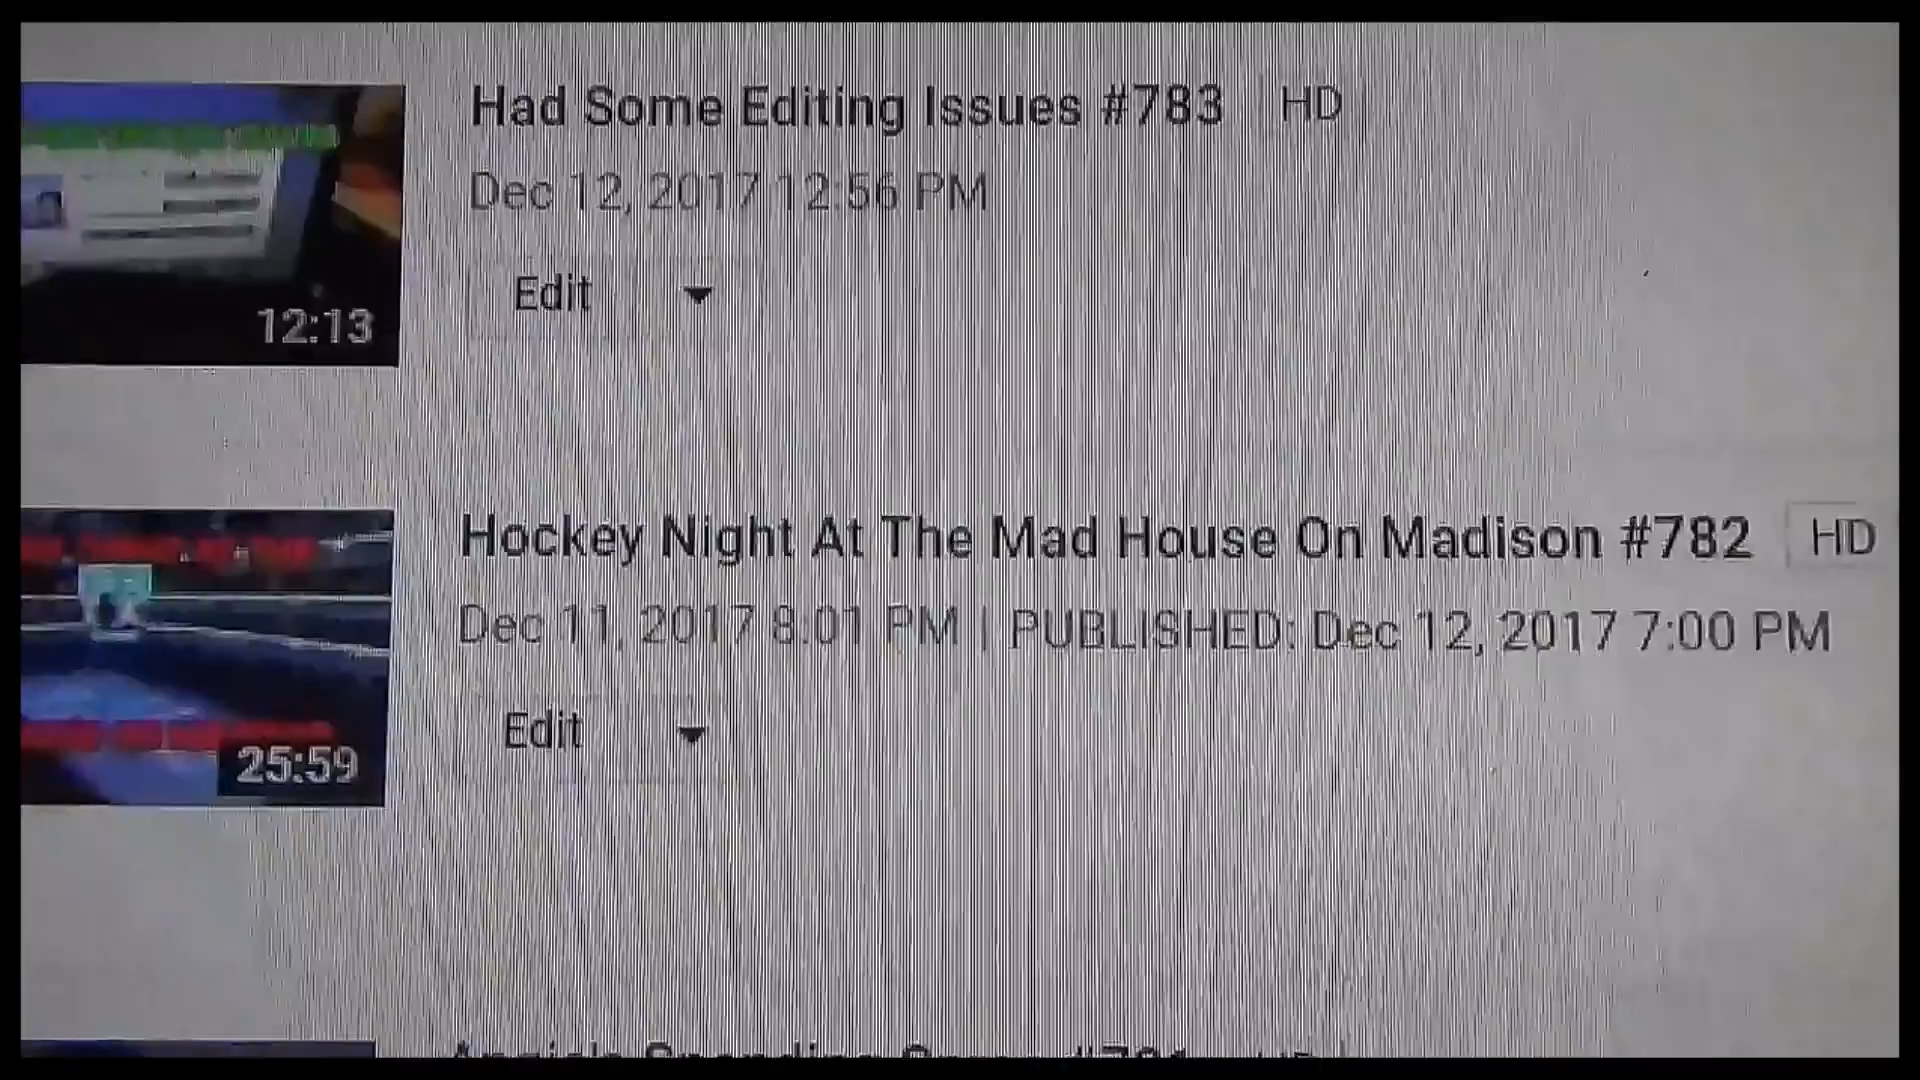 Had Some Editing Issues #783 HD
Dec 12, 2017 12:56 PM
Edit
12:13
Hockey Night At The Mad House On Madison #782 HD
Dec 11, 2017 8:01 PM | PUBLISHED: Dec 12, 2017 7:00 PM
Edit
25:59